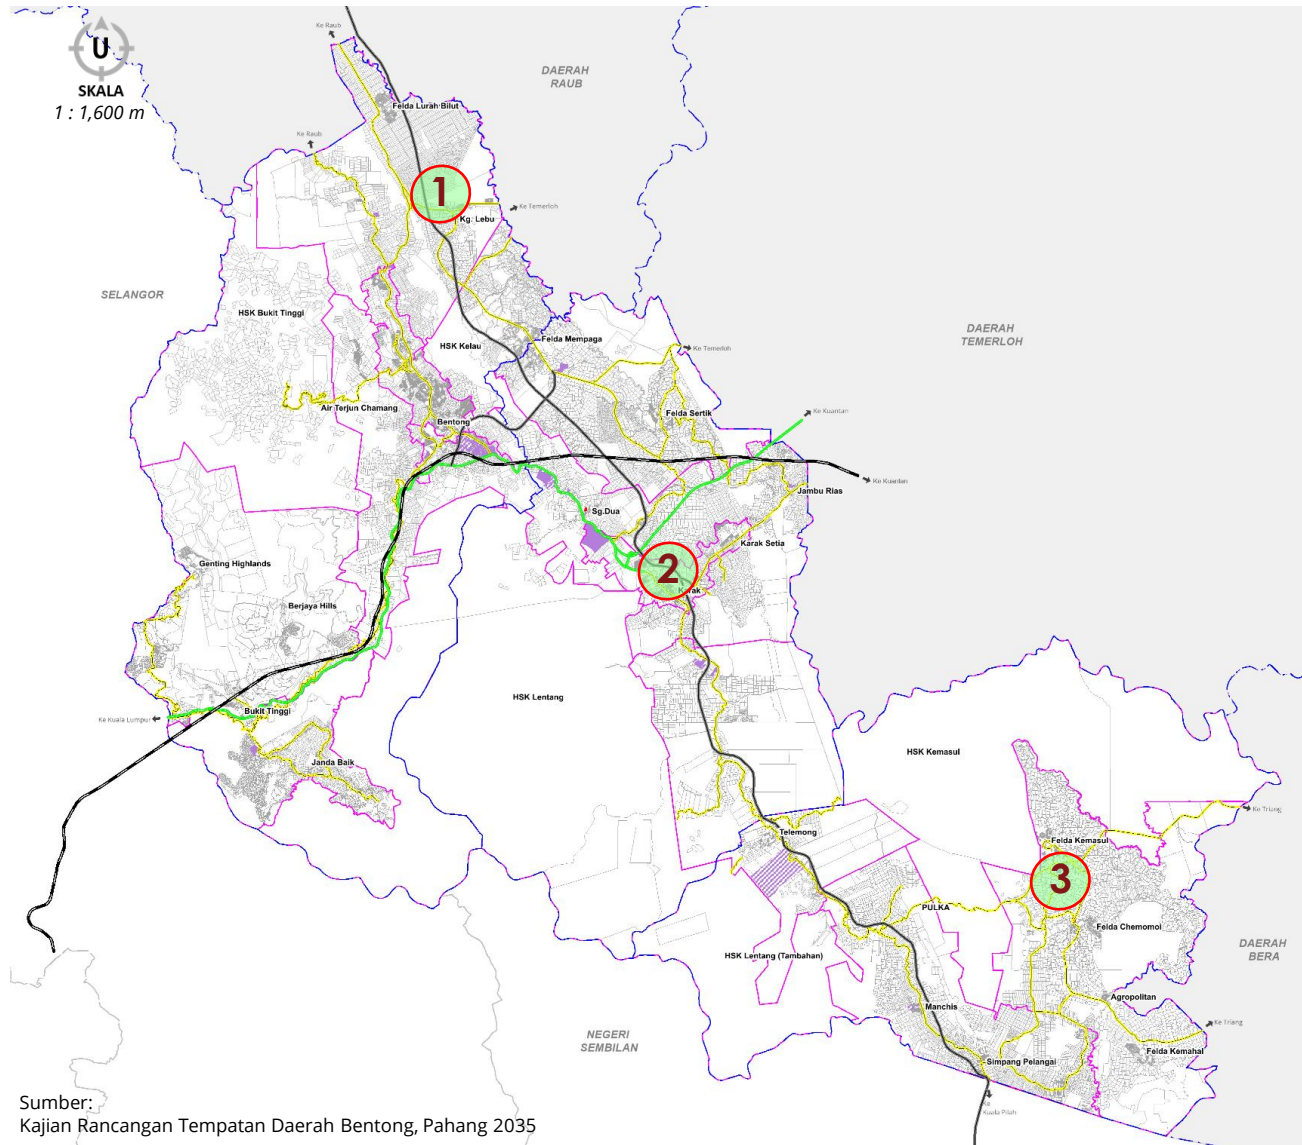 Ke Raub
U
SKALA
1 : 1,600 m
DAERAH
RAUB
Felda Lurah Bilut
Ke Raub
1
Ke Temerloh
Kg. Lebu
SELANGOR
HSK Bukit Tinggi
DAERAH
TEMERLOH
Felda Mempaga
HSK Kelau
Ke Temerloh
Air Terjun Chamang
Felda Sertik
Ke Kuantan
Bentong
Ke Kuantan
Jambu Rias
Sg.Dua
Karak Setia
Genting Highlands
2
Karak
Berjaya Hills
HSK Lentang
Bukit Tinggi
Ke Kuala Lumpur
HSK Kemasul
Janda Baik
Ke Triang
Telemong
Felda Kemasul
3
PULKA
Felda Chemomoi
DAERAH
BERA
HSK Lentang (Tambahan)
Agropolitan
Manchis
Ke Triang
NEGERI
SEMBILAN
Felda Kemahal
Simpang Pelangai
Ke
Kuala Pilah
Sumber:
Kajian Rancangan Tempatan Daerah Bentong, Pahang 2035